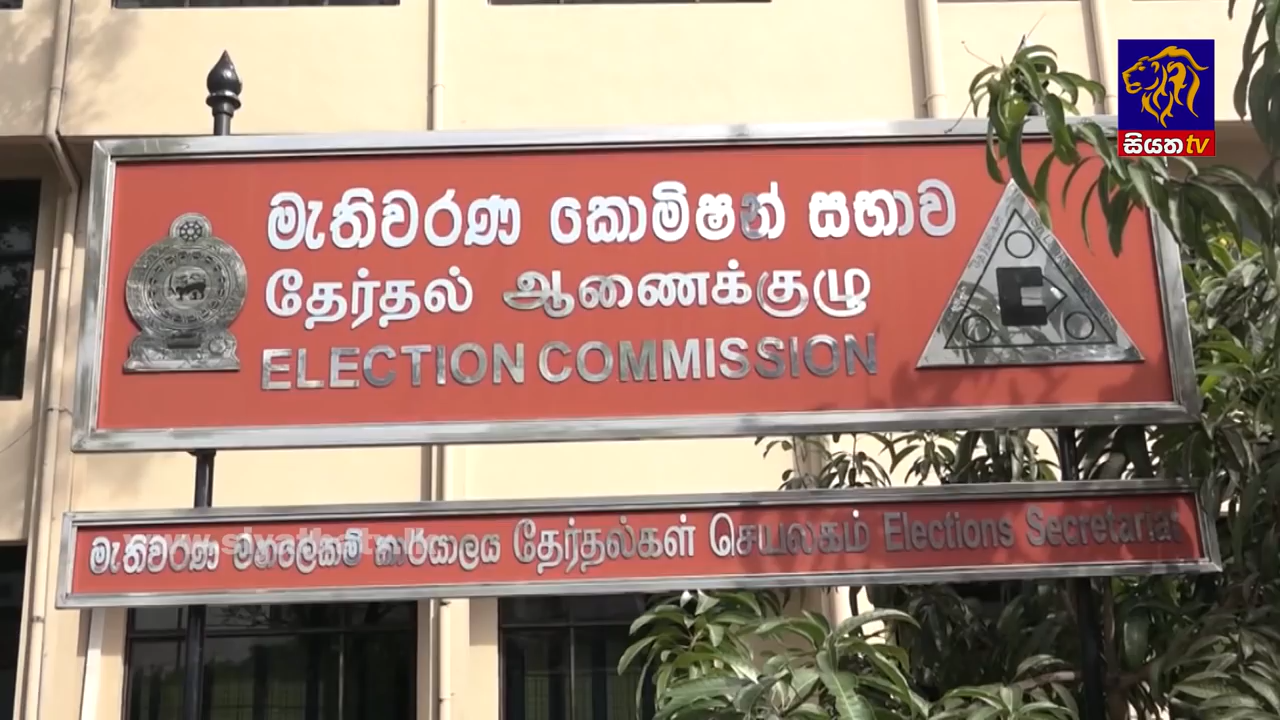 සියත tv
මැතිවරණ කොමිෂන් සභාව
தேர்தல் ஆணைக்குழு
ELECTION COMMISSION
මැතිවරණ මහලේකම් කාර්යාලය தேர்தல்கள் செயலகம் Elections Secretariat